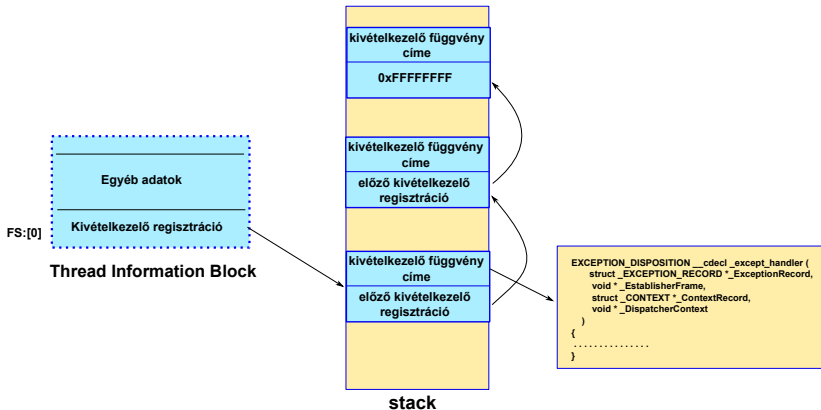 kivételkezelő függvény
címe
0xFFFFFFFF
kivételkezelő függvény
címe
előző kivételkezelő
regisztráció
Egyéb adatok
FS:[0]
Kivételkezelő regisztráció
Thread Information Block
kivételkezelő függvény
címe
előző kivételkezelő
regisztráció
EXCEPTION_DISPOSITION __cdecl _except_handler (
struct _EXCEPTION_RECORD *_ExceptionRecord,
void * _EstablisherFrame,
struct _CONTEXT *_ContextRecord,
void * _DispatcherContext
)
{
. . . . . . . . . . . . . . .
}
stack